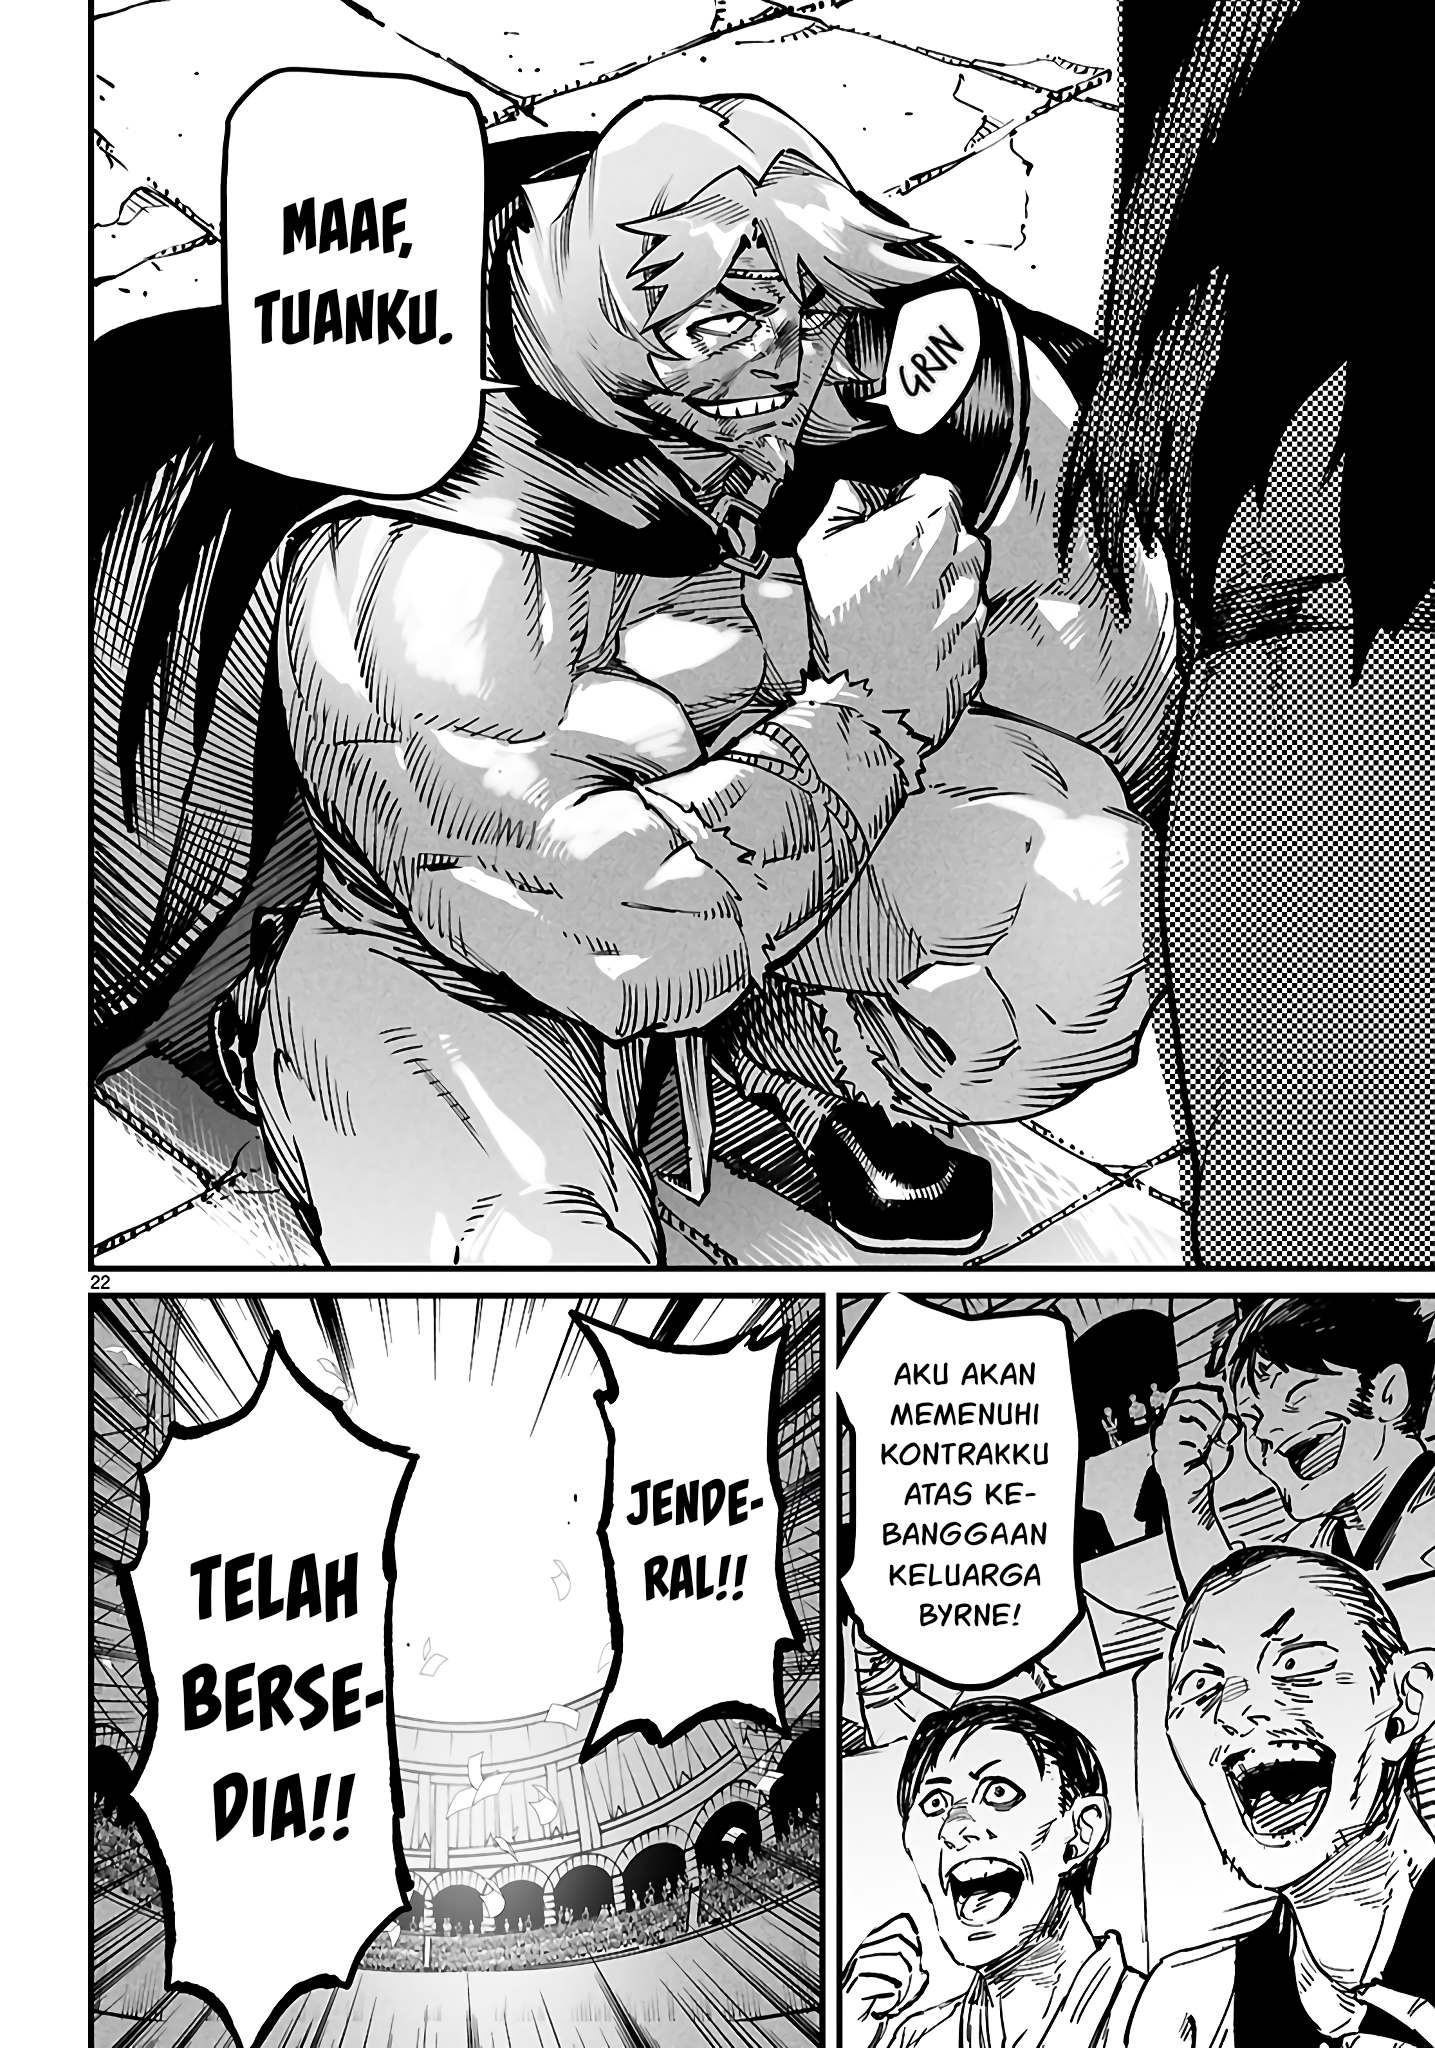 MAAF,
TUANKU.
GRIN
22
AKU AKAN
MEMENUHI
KONTRAKKU
ATAS KE-
BANGGAAN
KELUARGA
BYRNE!
JENDE-
RAL!!
TELAH
BERSE-
DIA!!